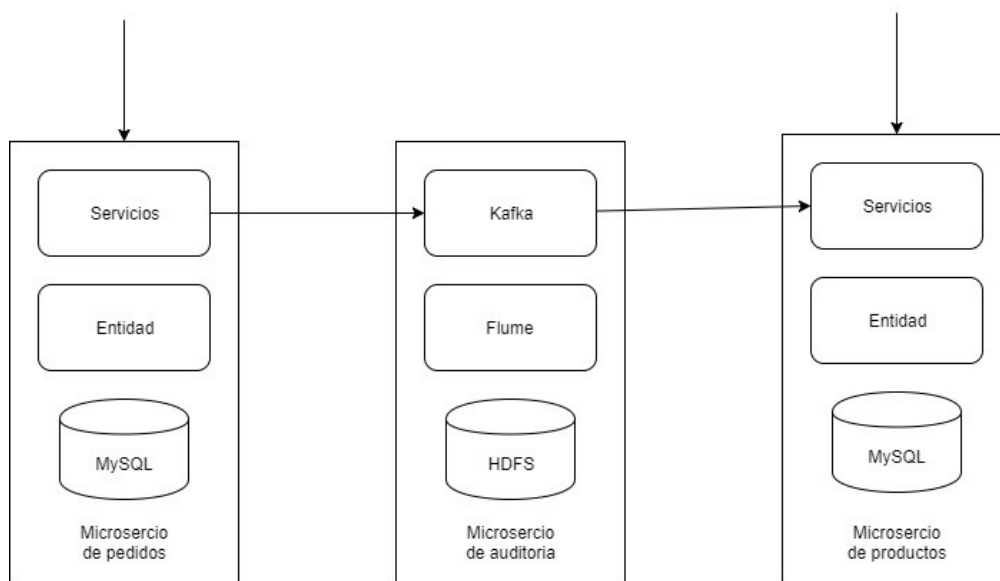 Servicios
Entidad
MySQL
Microsercio
de pedidos
Kafka
Flume
HDFS
Microsercio
de auditoria
Servicios
Entidad
MySQL
Microsercio
de productos